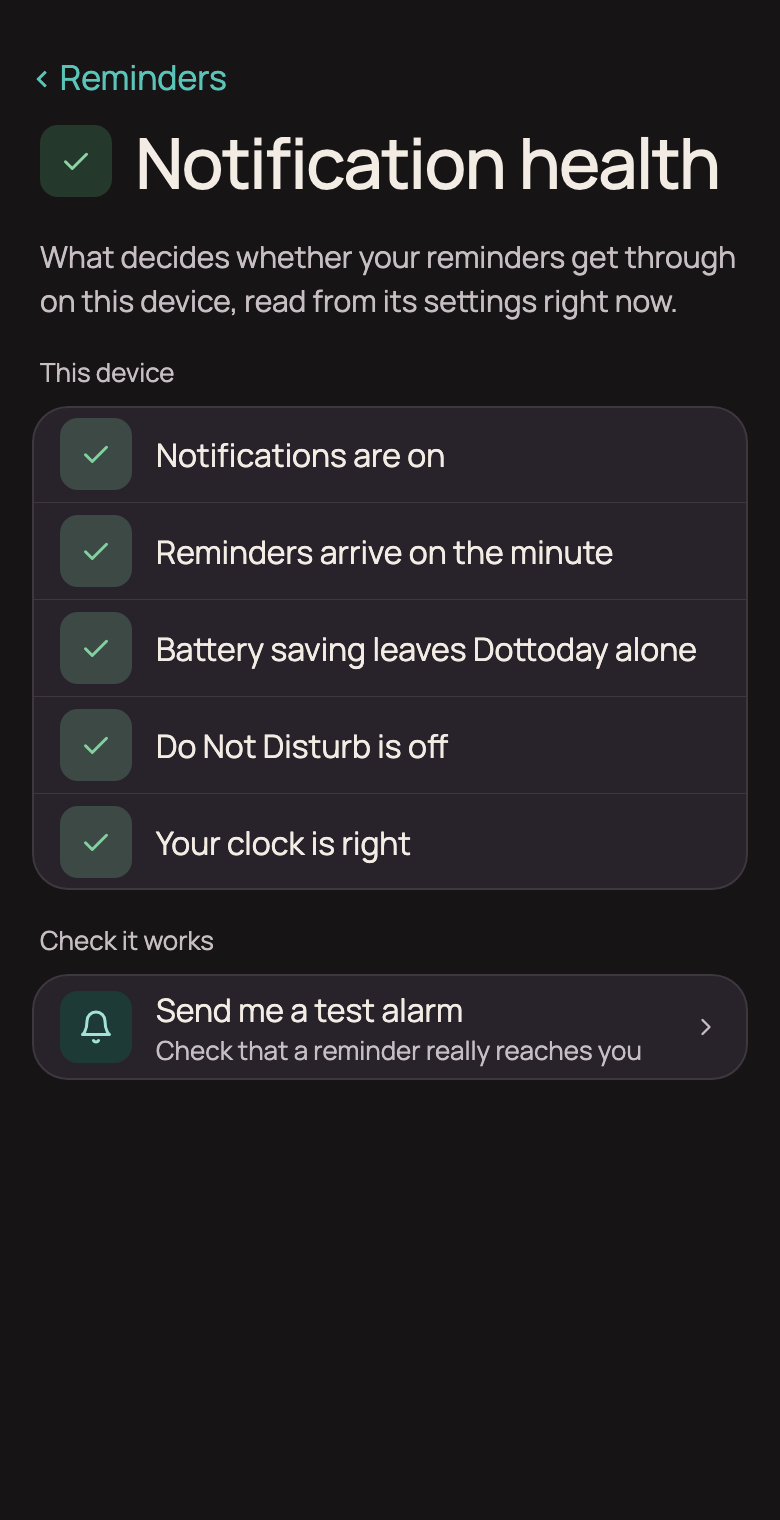 Reminders
Notification health
What decides whether your reminders get through
on this device, read from its settings right now.
This device
Notifications are on
Reminders arrive on the minute
Battery saving leaves Dottoday alone
Do Not Disturb is off
Your clock is right
Check it works
Send me a test alarm
Check that a reminder really reaches you